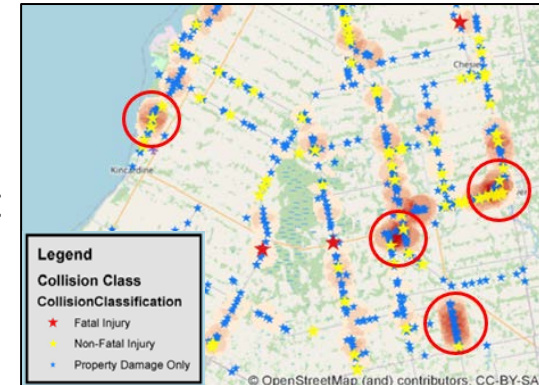 Chesle
Kincardine
Legend
Collision Class
CollisionClassification
Fatal Injury
Non-Fatal Injury
Property Damage Only
© OpenStreetMap (and) contributors, CC-BY-SA